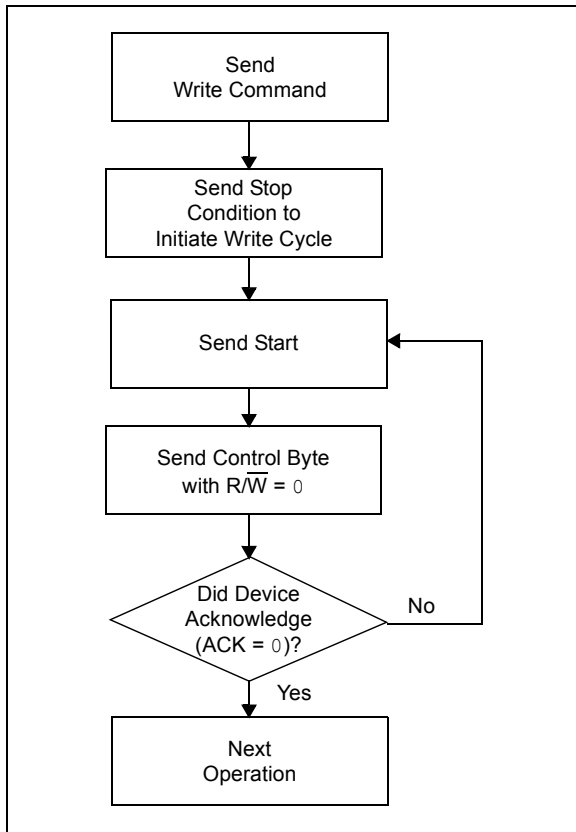 Send
Write Command
Send Stop
Condition to
Initiate Write Cycle
Send Start
Send Control Byte
with R/W̅ = 0
Did Device
Acknowledge
(ACK = 0)?
No
Yes
Next
Operation